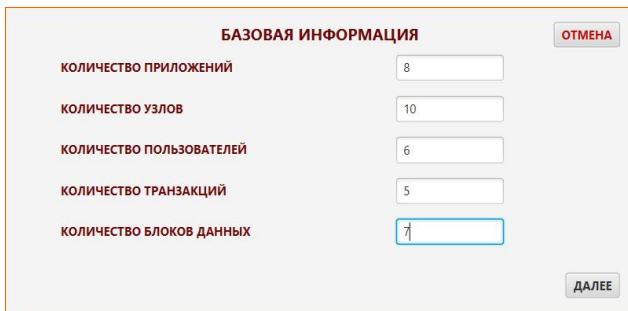 БАЗОВАЯ ИНФОРМАЦИЯ ОТМЕНА
КОЛИЧЕСТВО ПРИЛОЖЕНИЙ 8
КОЛИЧЕСТВО УЗЛОВ 10
КОЛИЧЕСТВО ПОЛЬЗОВАТЕЛЕЙ 6
КОЛИЧЕСТВО ТРАНЗАКЦИЙ 5
КОЛИЧЕСТВО БЛОКОВ ДАННЫХ 7
ДАЛЕЕ